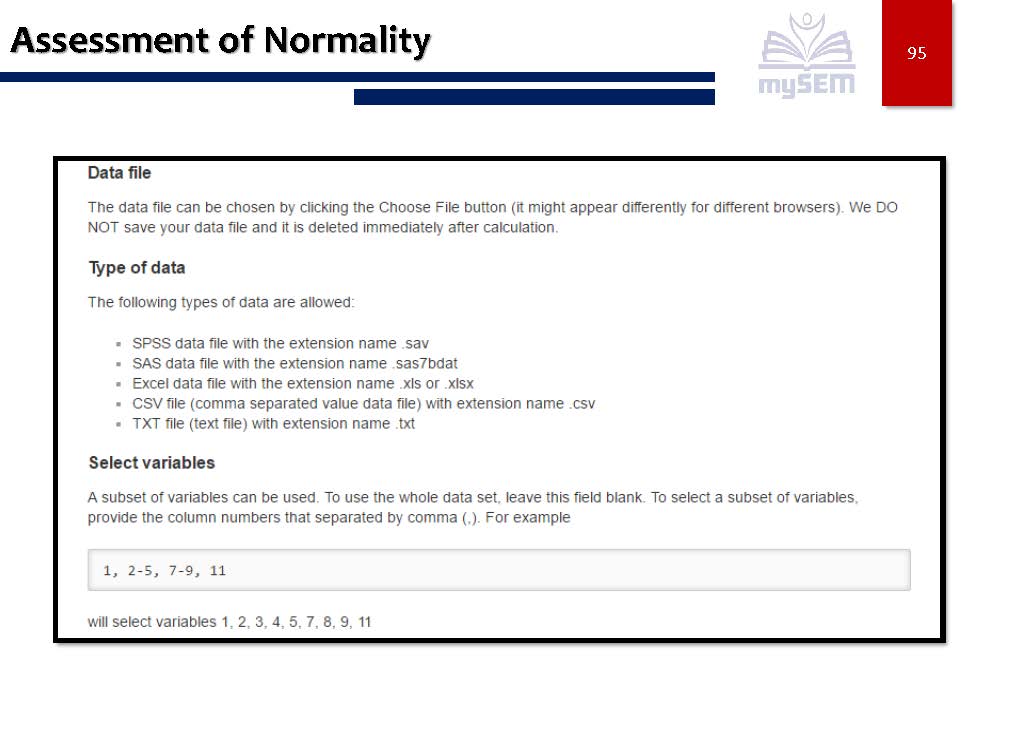 Assessment of Normality
mySEM
95
Data file
The data file can be chosen by clicking the Choose File button (it might appear differently for different browsers). We DO
NOT save your data file and it is deleted immediately after calculation.
Type of data
The following types of data are allowed:
SPSS data file with the extension name .sav
SAS data file with the extension name .sas7bdat
Excel data file with the extension name .xls or .xlsx
CSV file (comma separated value data file) with extension name .csv
TXT file (text file) with extension name .txt
Select variables
A subset of variables can be used. To use the whole data set, leave this field blank. To select a subset of variables,
provide the column numbers that separated by comma (,). For example
1, 2-5, 7-9, 11
will select variables 1, 2, 3, 4, 5, 7, 8, 9, 11